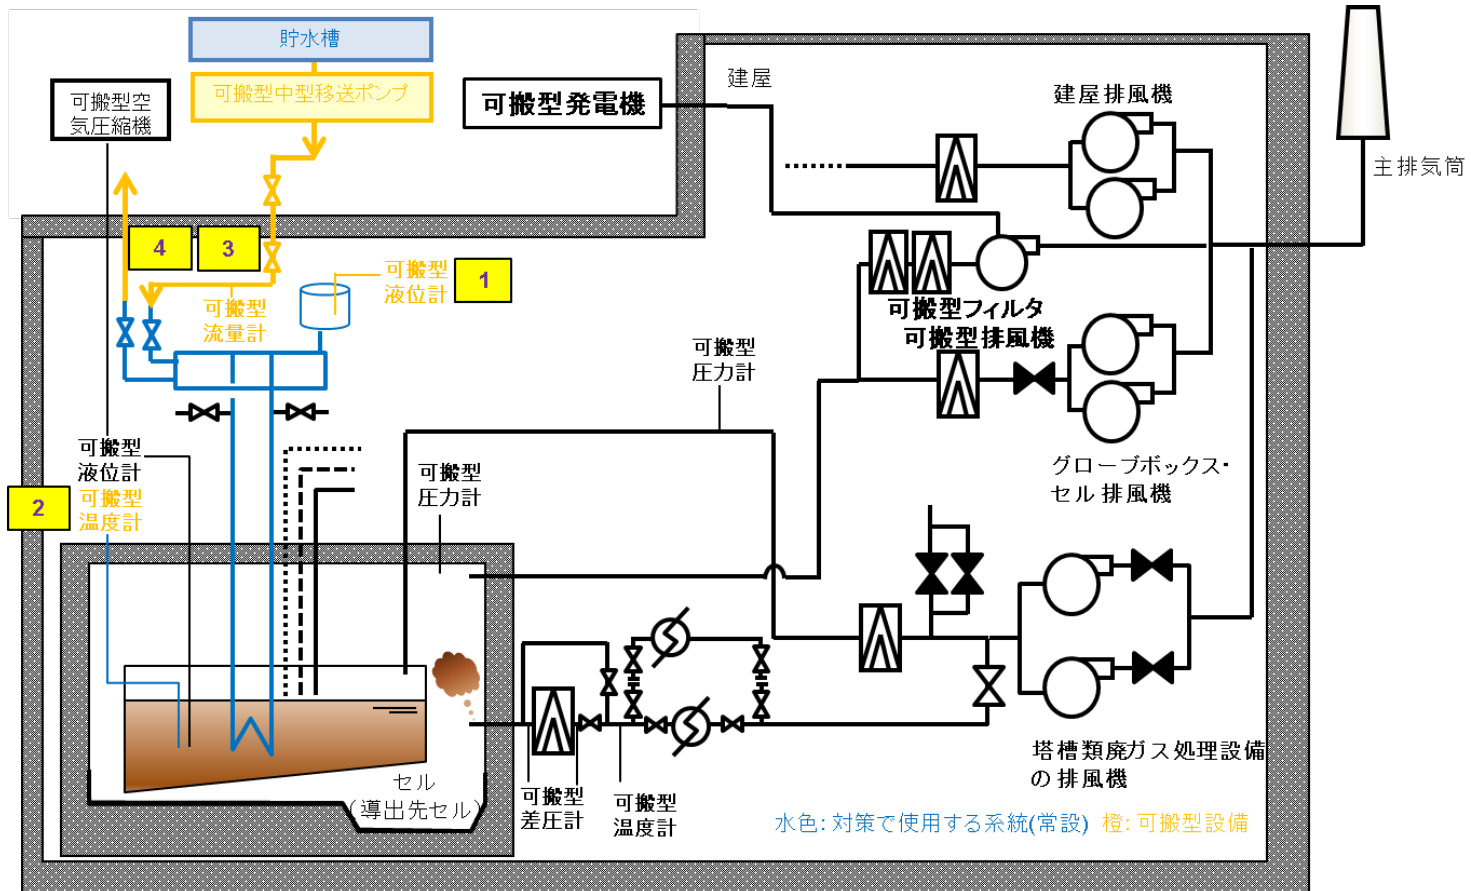 貯水槽
可搬型中型移送ポンプ
可搬型空
気圧縮機
可搬型発電機
建屋
建屋排風機
主排気筒
4
3
可搬型
液位計
1
可搬型
流量計
可搬型フィルタ
可搬型排風機
可搬型
圧力計
可搬型
液位計
2
可搬型
温度計
可搬型
圧力計
グローブボックス・
セル排風機
セル
(導出先セル)
可搬型
差圧計
可搬型
温度計
塔槽類廃ガス処理設備
の排風機
水色:対策で使用する系統(常設) 橙:可搬型設備